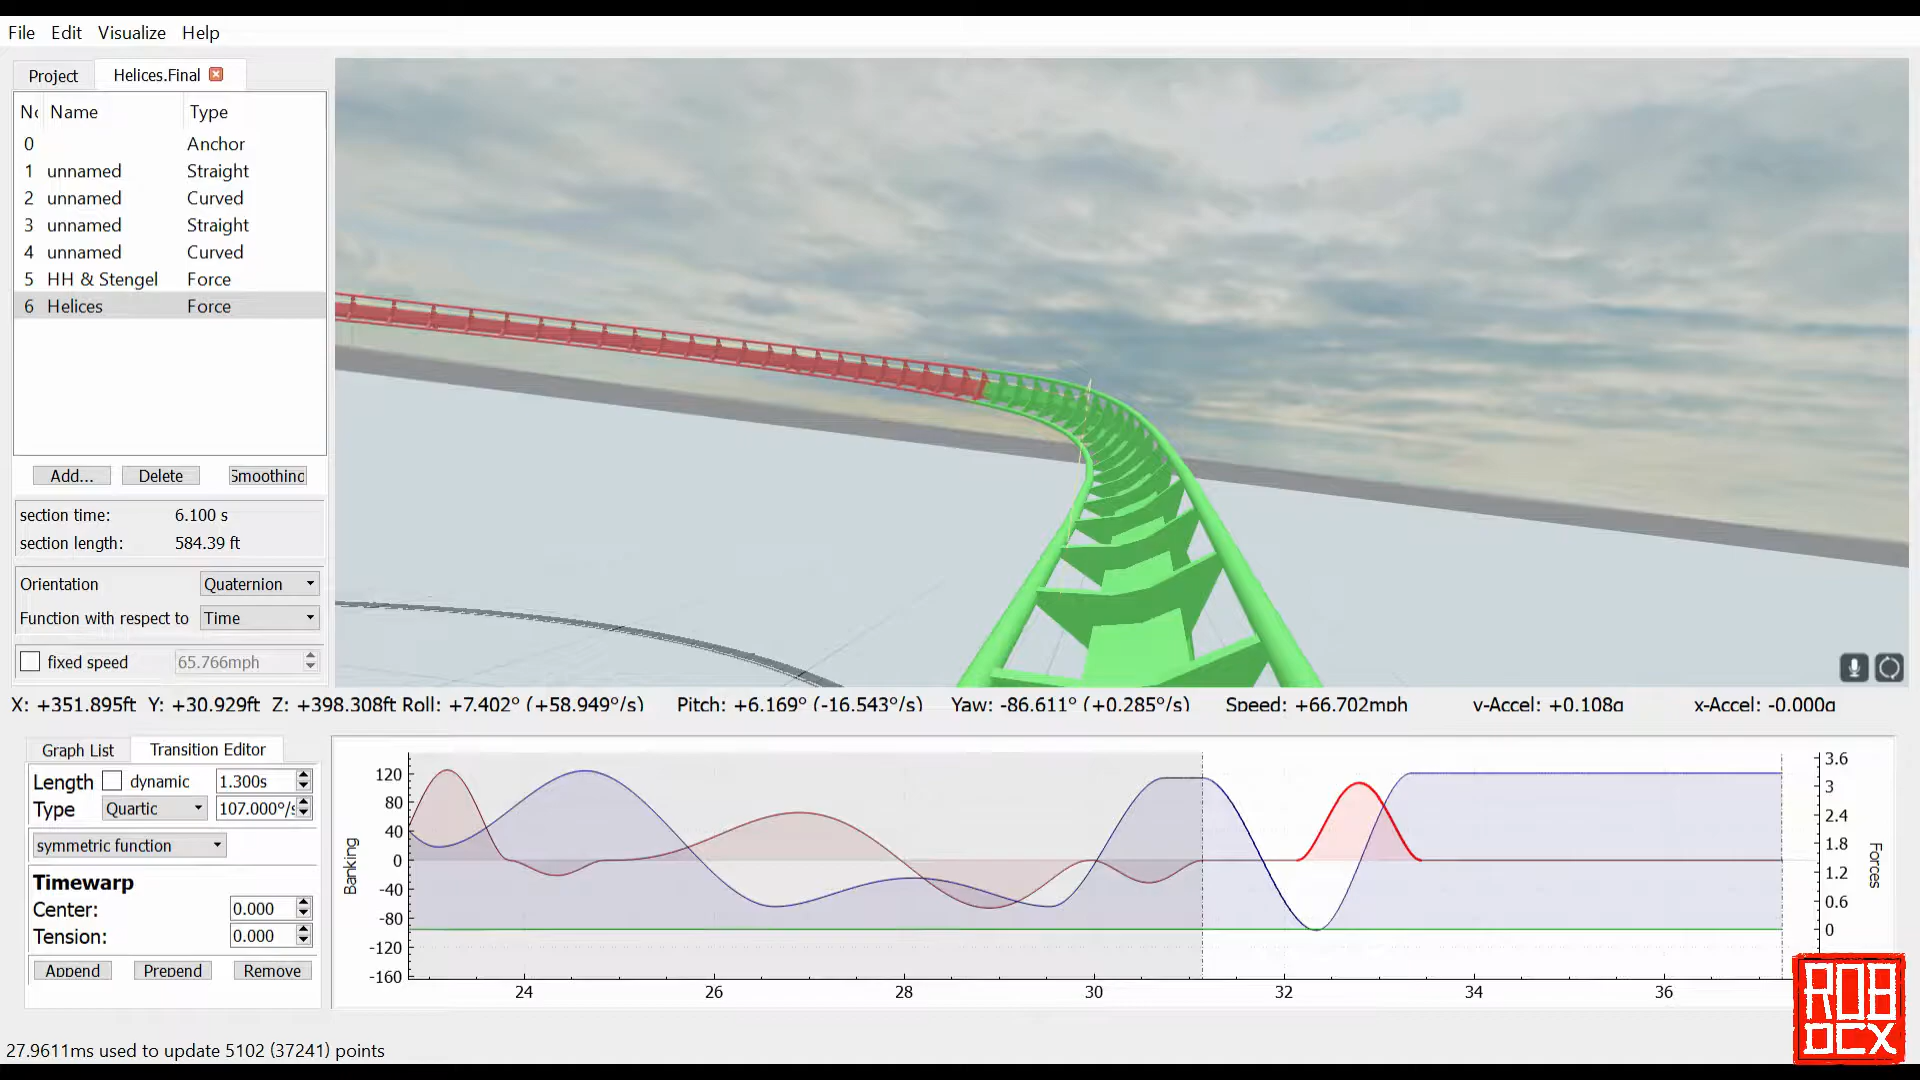 File Edit Visualize Help
Project Helices.Final
Name Type
0 Anchor
1 unnamed Straight
2 unnamed Curved
3 unnamed Straight
4 unnamed Curved
5 HH & Stengel Force
6 Helices Force
Add... Delete Smoothing
section time: 6.100 s
section length: 584.39 ft
Orientation Quaternion
Function with respect to Time
fixed speed 65.766mph
X: +351.895ft Y: +30.929ft Z: +398.308ft Roll: +7.402° (+58.949°/s) Pitch: +6.169° (-16.543°/s) Yaw: -86.611° (+0.285°/s) Speed: +66.702mph v-Accel: +0.108g x-Accel: -0.000g
Graph List Transition Editor
Length dynamic 1.300s
Type Quartic 107.000°/s
symmetric function
Timewarp
Center: 0.000
Tension: 0.000
Append Prepend Remove
Banking
120
80
40
0
-40
-80
-120
-160
24 26 28 30 32 34 36
3.6
3
2.4
1.8
1.2
0.6
0
Forces
ROB
OCX
27.9611ms used to update 5102 (37241) points